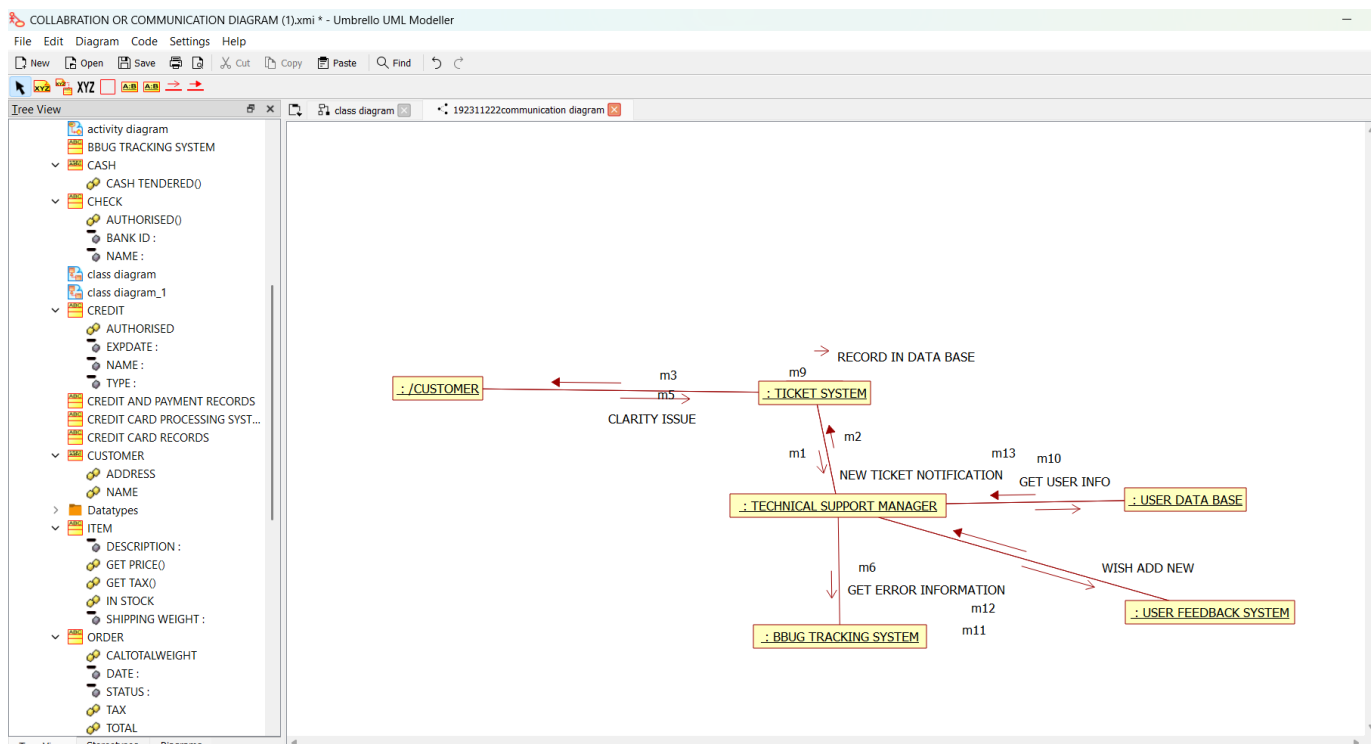 COLLABRATION OR COMMUNICATION DIAGRAM (1).xmi * - Umbrello UML Modeller
File Edit Diagram Code Settings Help
New Open Save Cut Copy Paste Find
XYZ XYZ A:B A:B
Tree View
class diagram
192311222communication diagram
activity diagram
BBUG TRACKING SYSTEM
CASH
CASH TENDERED()
CHECK
AUTHORISED()
BANK ID :
NAME :
class diagram
class diagram_1
CREDIT
AUTHORISED
EXPDATE :
NAME :
TYPE :
CREDIT AND PAYMENT RECORDS
CREDIT CARD PROCESSING SYST...
CREDIT CARD RECORDS
CUSTOMER
ADDRESS
NAME
Datatypes
ITEM
DESCRIPTION :
GET PRICE()
GET TAX()
IN STOCK
SHIPPING WEIGHT :
ORDER
CALTOTALWEIGHT
DATE :
STATUS :
TAX
TOTAL
RECORD IN DATA BASE
m3
m9
: /CUSTOMER
m5
: TICKET SYSTEM
CLARITY ISSUE
m2
m1
m13
m10
NEW TICKET NOTIFICATION
GET USER INFO
: TECHNICAL SUPPORT MANAGER
: USER DATA BASE
m6
WISH ADD NEW
GET ERROR INFORMATION
m12
: USER FEEDBACK SYSTEM
m11
: BBUG TRACKING SYSTEM